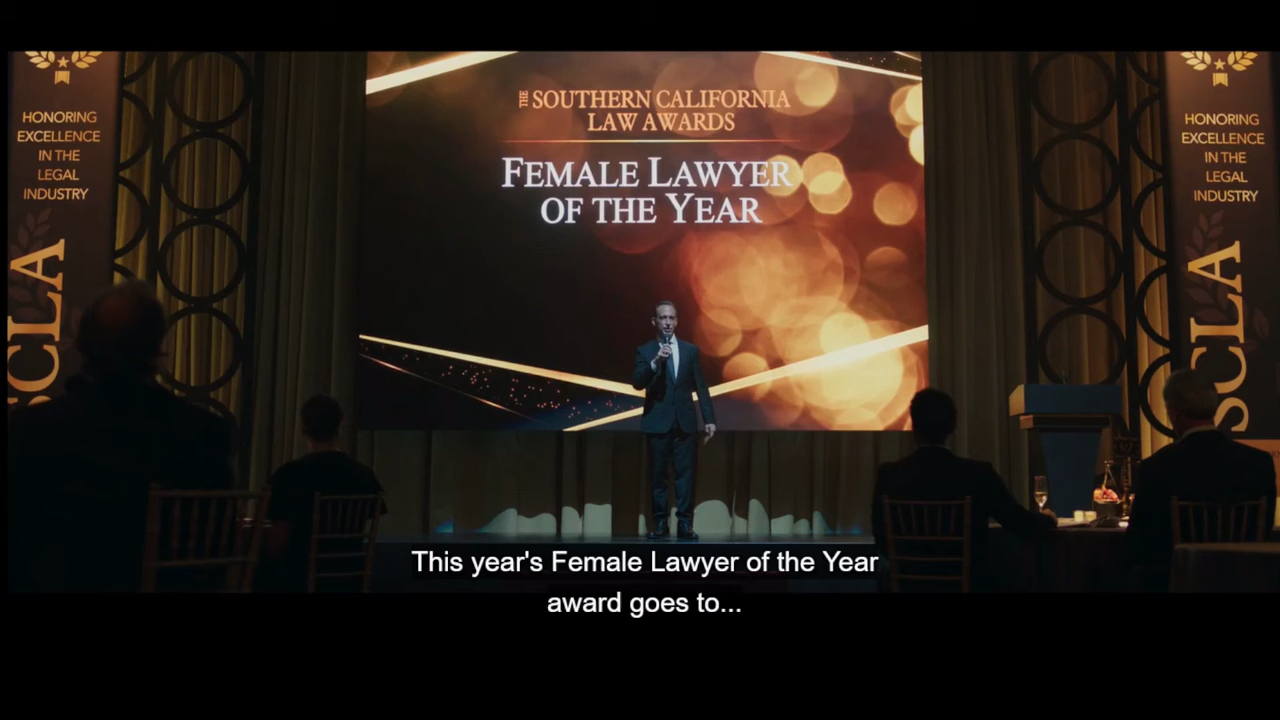 HONORING
EXCELLENCE
IN THE
LEGAL
INDUSTRY
SCLA
THE SOUTHERN CALIFORNIA
LAW AWARDS
FEMALE LAWYER
OF THE YEAR
HONORING
EXCELLENCE
IN THE
LEGAL
INDUSTRY
SCLA
This year's Female Lawyer of the Year
award goes to...